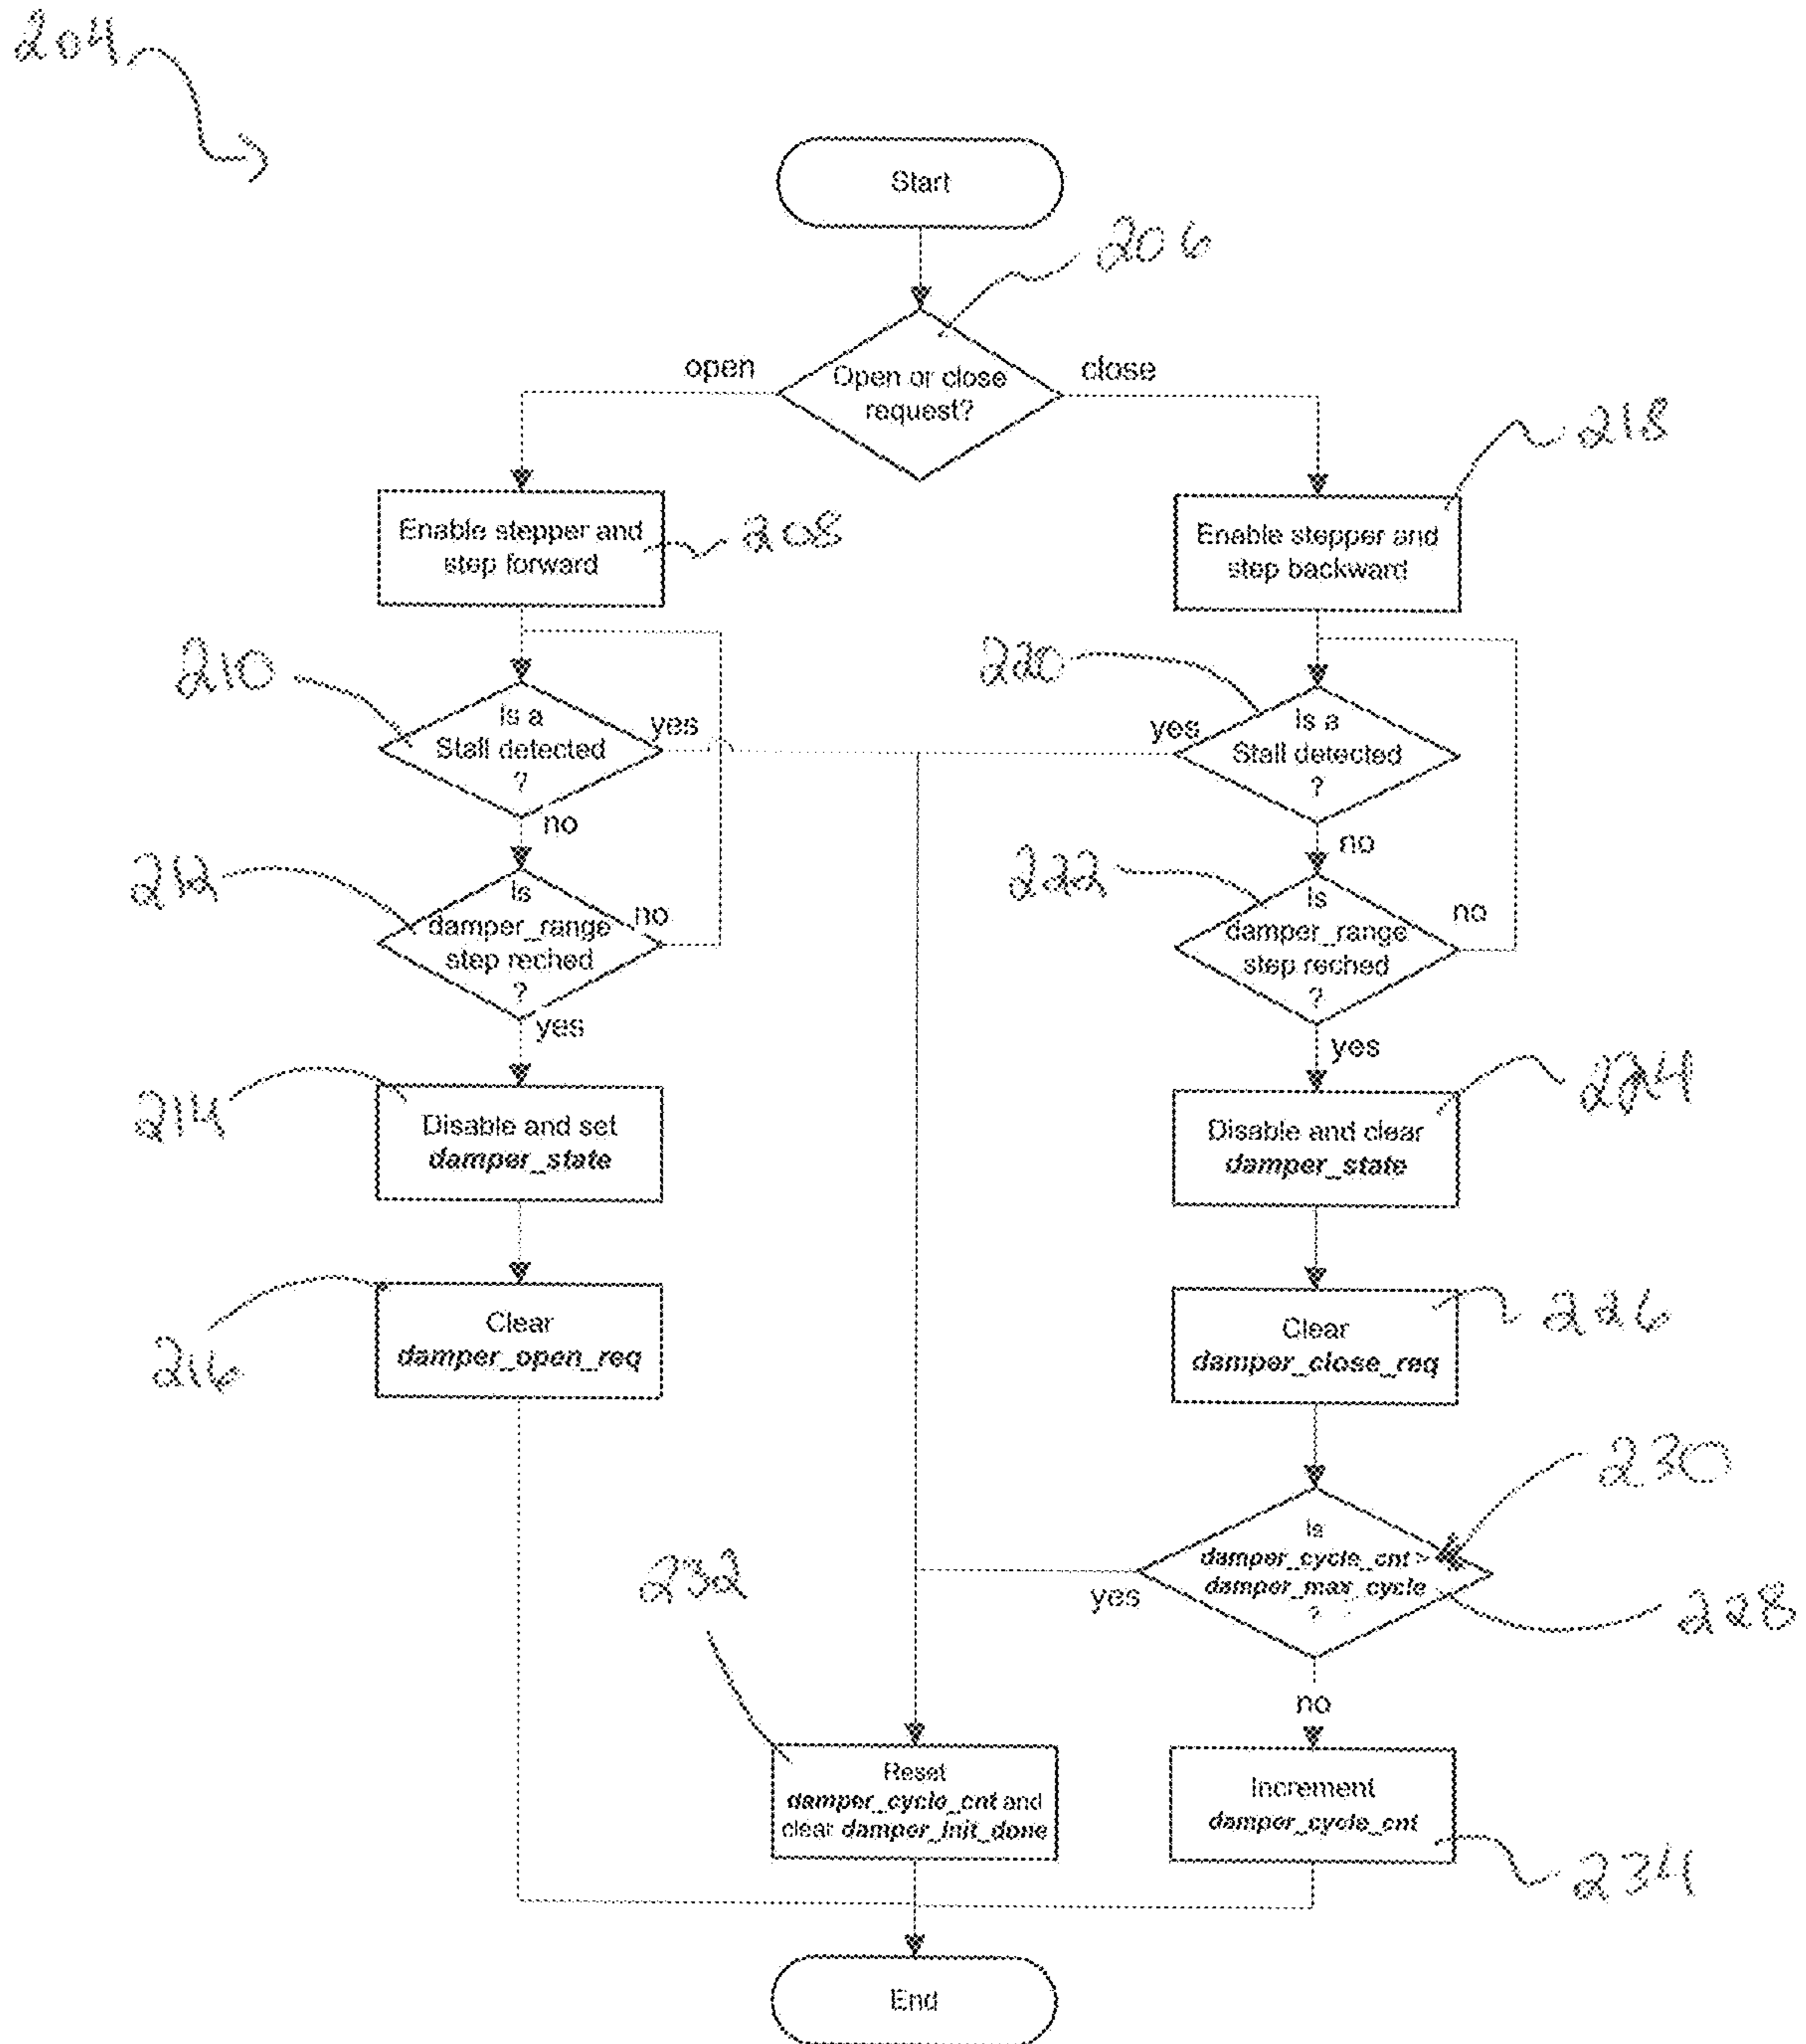 204
Start
206
open
Open or close
request?
close
218
Enable stepper and
step forward
208
Enable stepper and
step backward
210
Is a
Stall detected
?
yes
no
220
yes
Is a
Stall detected
?
no
212
Is
damper_range
step reched
?
no
yes
222
Is
damper_range
step reched
?
no
yes
214
Disable and set
damper_state
224
Disable and clear
damper_state
216
Clear
damper_open_req
226
Clear
damper_close_req
230
Is
damper_cycle_cnt >
damper_max_cycle
?
yes
228
no
232
Reset
damper_cycle_cnt and
clear damper_init_done
Increment
damper_cycle_cnt
234
End